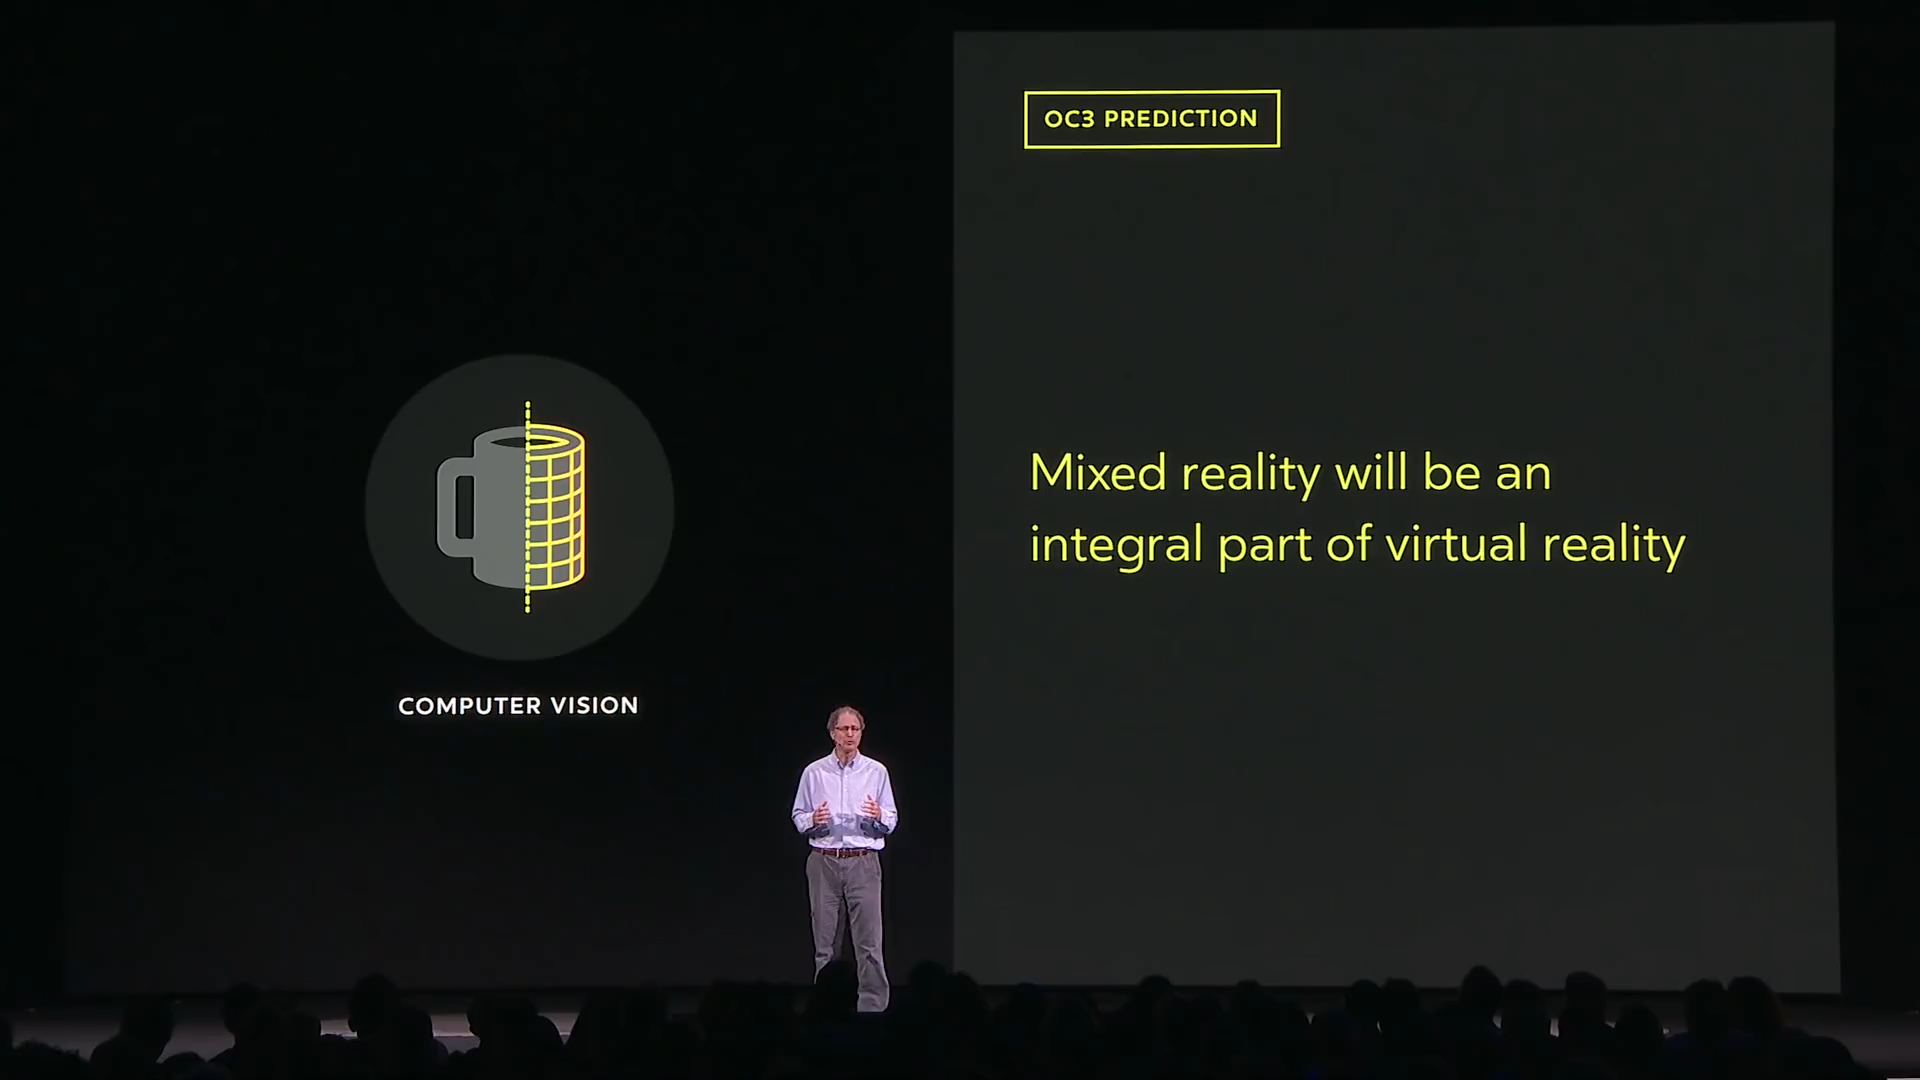 OC3 PREDICTION
Mixed reality will be an
integral part of virtual reality
COMPUTER VISION